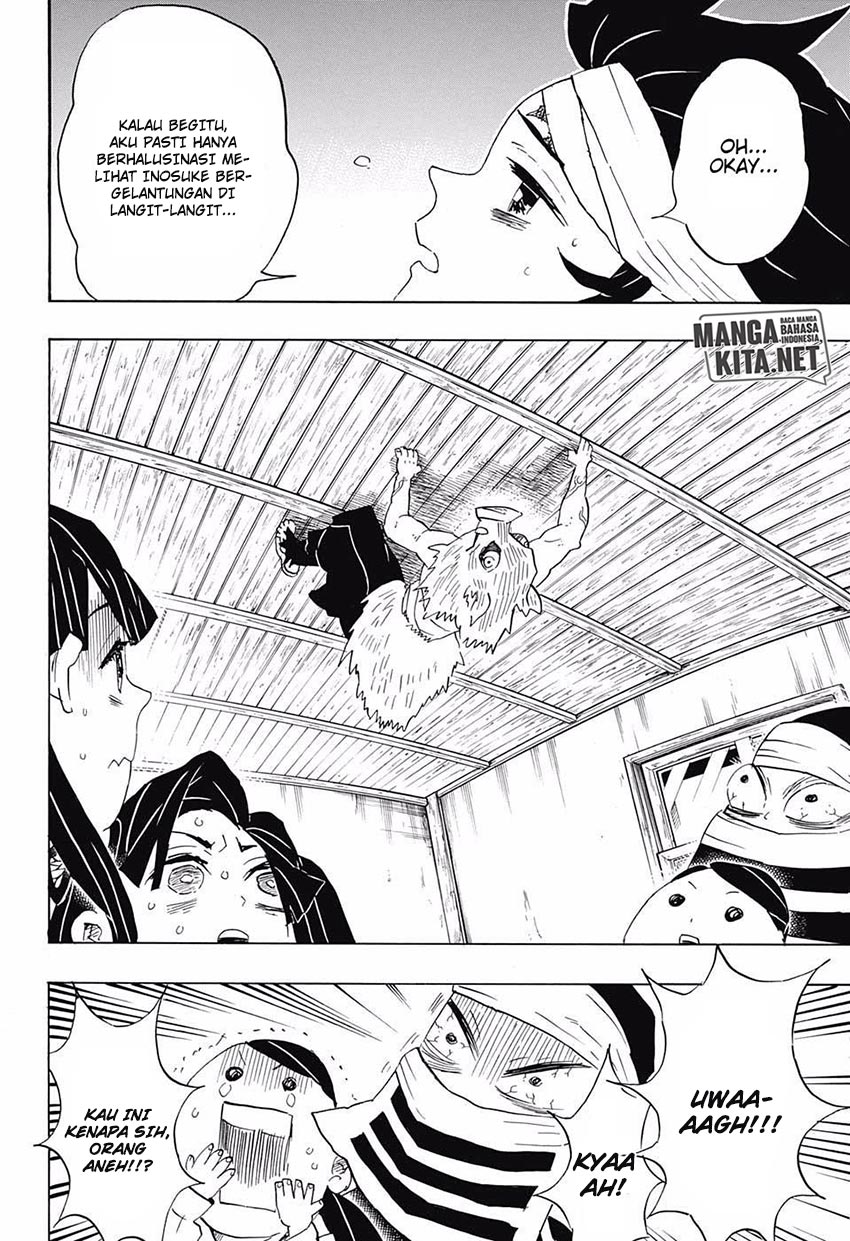 OH...
OKAY...
KALAU BEGITU,
AKU PASTI HANYA
BERHALUSINASI ME-
LIHAT INOSUKE BER-
GELANTUNGAN DI
LANGIT-LANGIT...
MANGA BACA MANGA
BAHASA
INDONESIA,
KITA.NET
UWAA-
AAGH!!!
KYAA
AH!
KAU INI
KENAPA SIH,
ORANG
ANEH!!?